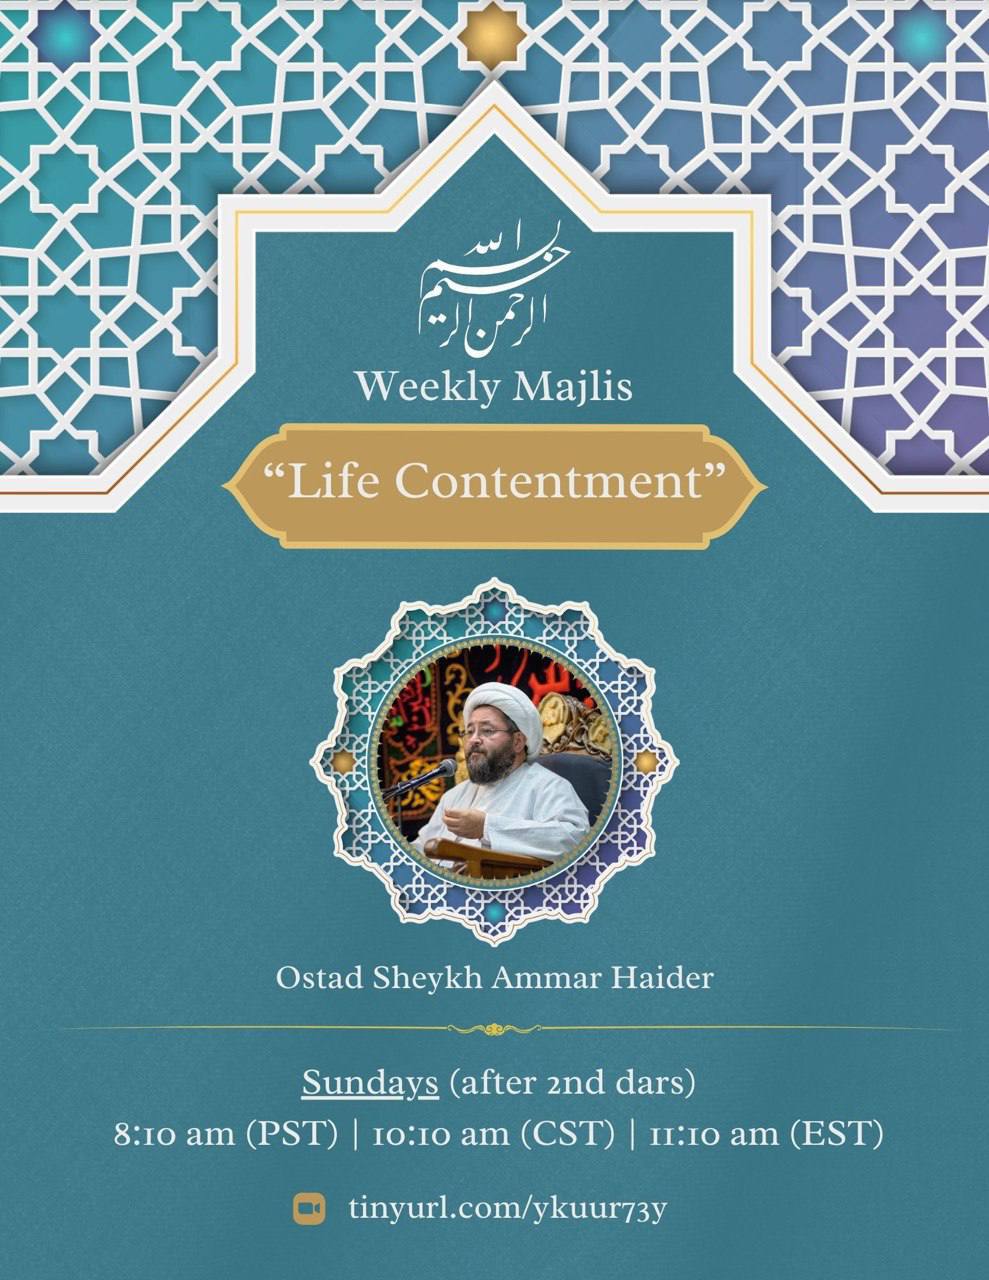 بسم الله
الرحمن الرحیم
Weekly Majlis
“Life Contentment”
Ostad Sheykh Ammar Haider
Sundays (after 2nd dars)
8:10 am (PST) | 10:10 am (CST) | 11:10 am (EST)
tinyurl.com/ykuur73y